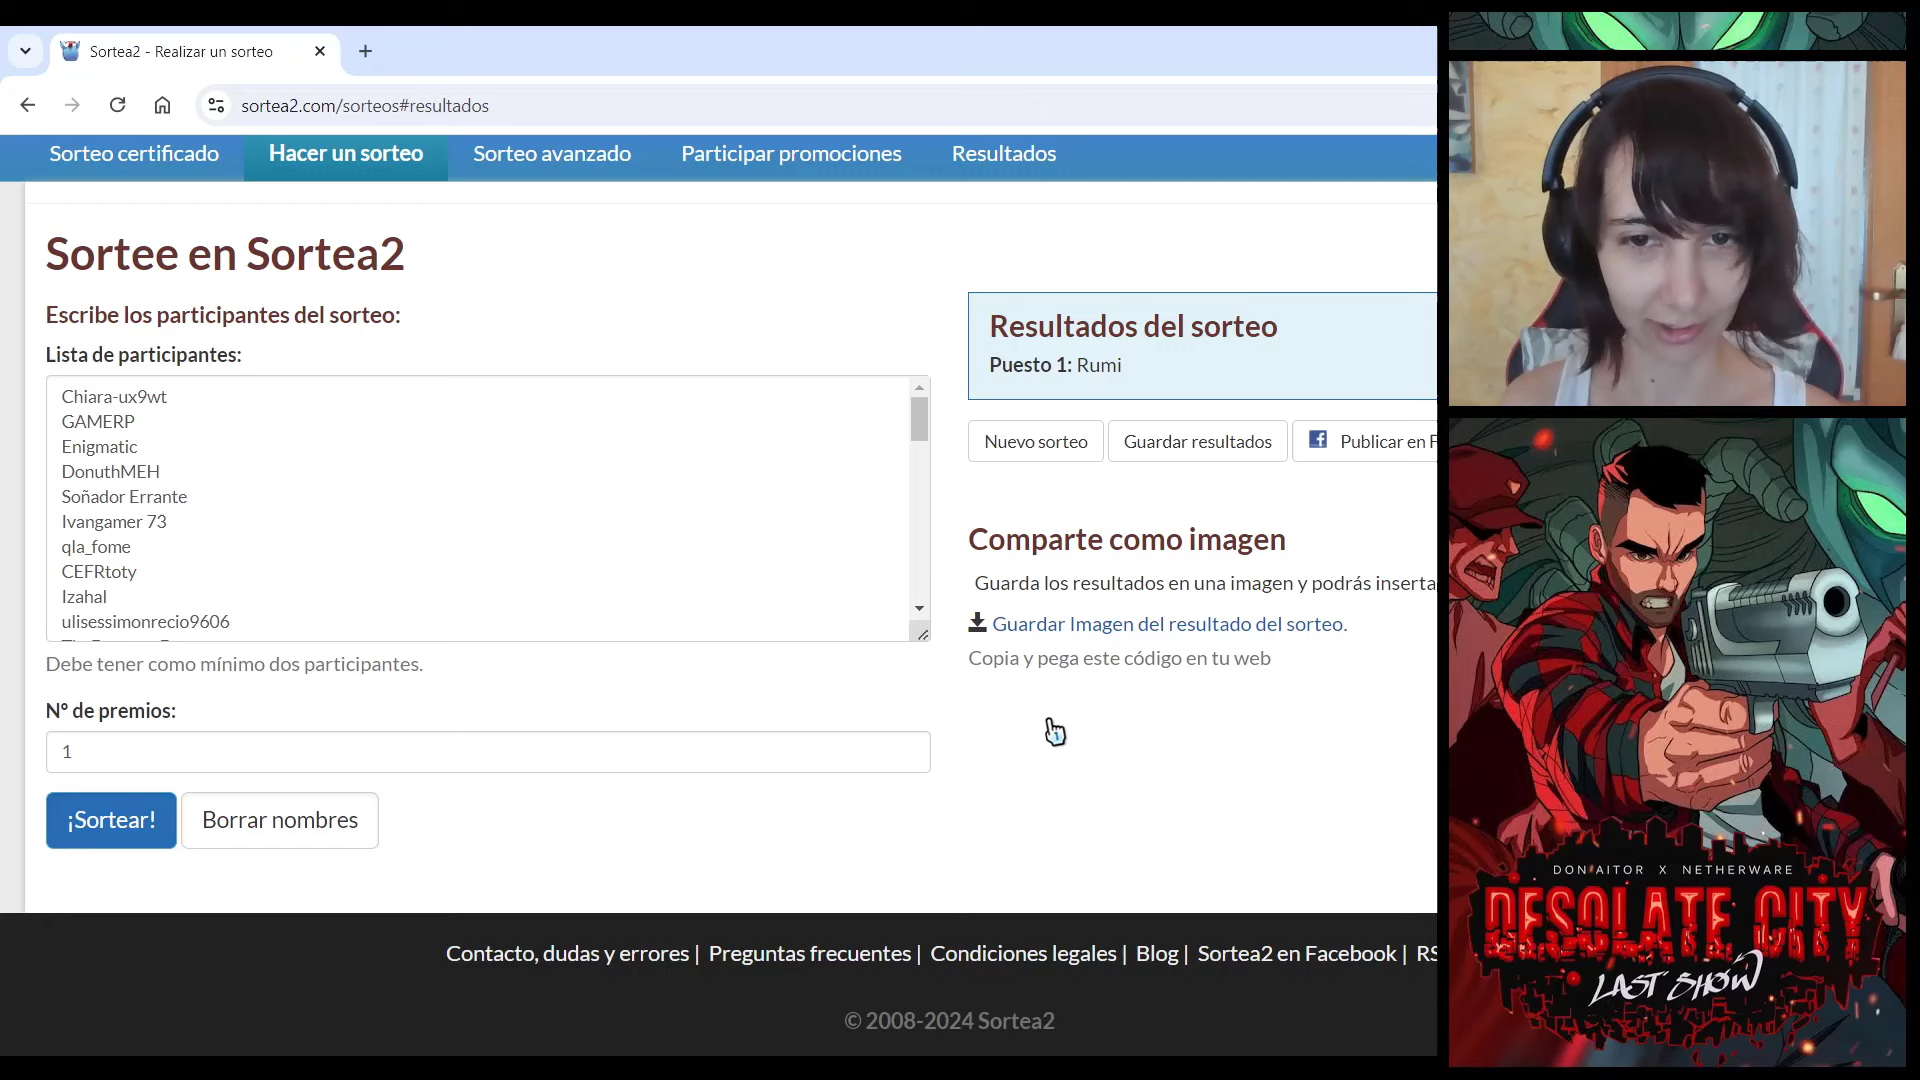 Sortea2 - Realizar un sorteo
sortea2.com/sorteos#resultados
Sorteo certificado Hacer un sorteo Sorteo avanzado Participar promociones Resultados
Sortee en Sortea2
Escribe los participantes del sorteo:
Lista de participantes:
Chiara-ux9wt
GAMERP
Enigmatic
DonuthMEH
Soñador Errante
Ivangamer 73
qla_fome
CEFRtoty
Izahal
ulisessimonrecio9606
Debe tener como mínimo dos participantes.
Nº de premios:
1
¡Sortear! Borrar nombres
Resultados del sorteo
Puesto 1: Rumi
Nuevo sorteo Guardar resultados Publicar en F
Comparte como imagen
Guarda los resultados en una imagen y podrás inserta
Guardar Imagen del resultado del sorteo.
Copia y pega este código en tu web
Contacto, dudas y errores | Preguntas frecuentes | Condiciones legales | Blog | Sortea2 en Facebook | RS
© 2008-2024 Sortea2
DON AITOR X NETHERWARE
DESOLATE CITY
LAST SHOW